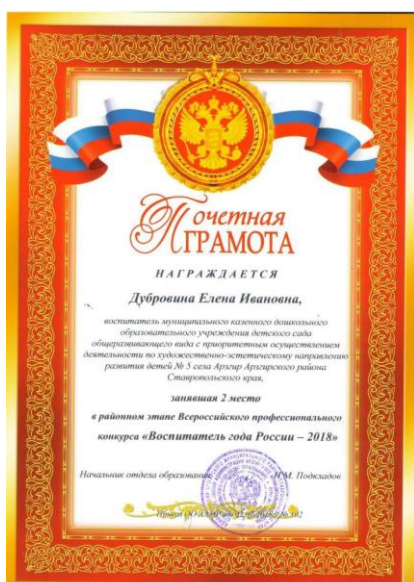 Почетная
ГРАМОТА
НАГРАЖДАЕТСЯ
Дубровина Елена Ивановна,
воспитатель муниципального казенного дошкольного
образовательного учреждения детского сада
общеразвивающего вида с приоритетным осуществлением
деятельности по художественно-эстетическому направлению
развития детей № 5 села Арзгир Арзгирского района
Ставропольского края,
занявшая 2 место
в районном этапе Всероссийского профессионального
конкурса «Воспитатель года России – 2018»
Начальник отдела образования Н.М. Подкладов